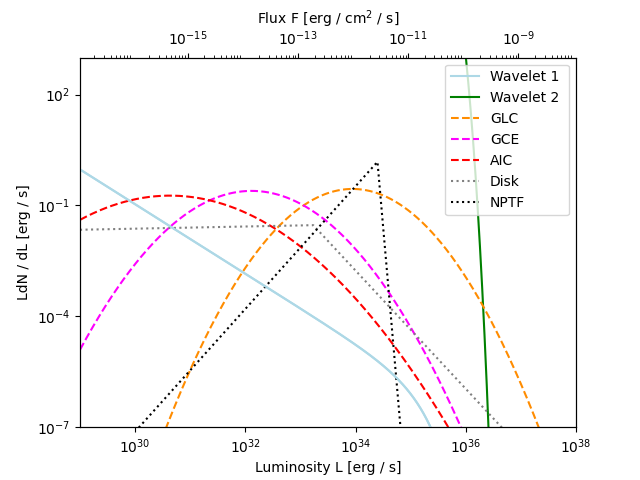 Flux F [erg / cm² / s]
10⁻¹⁵ 10⁻¹³ 10⁻¹¹ 10⁻⁹
Wavelet 1
Wavelet 2
GLC
GCE
AIC
Disk
NPTF
LdN / dL [erg / s]
10²
10⁻¹
10⁻⁴
10⁻⁷
10³⁰ 10³² 10³⁴ 10³⁶ 10³⁸
Luminosity L [erg / s]